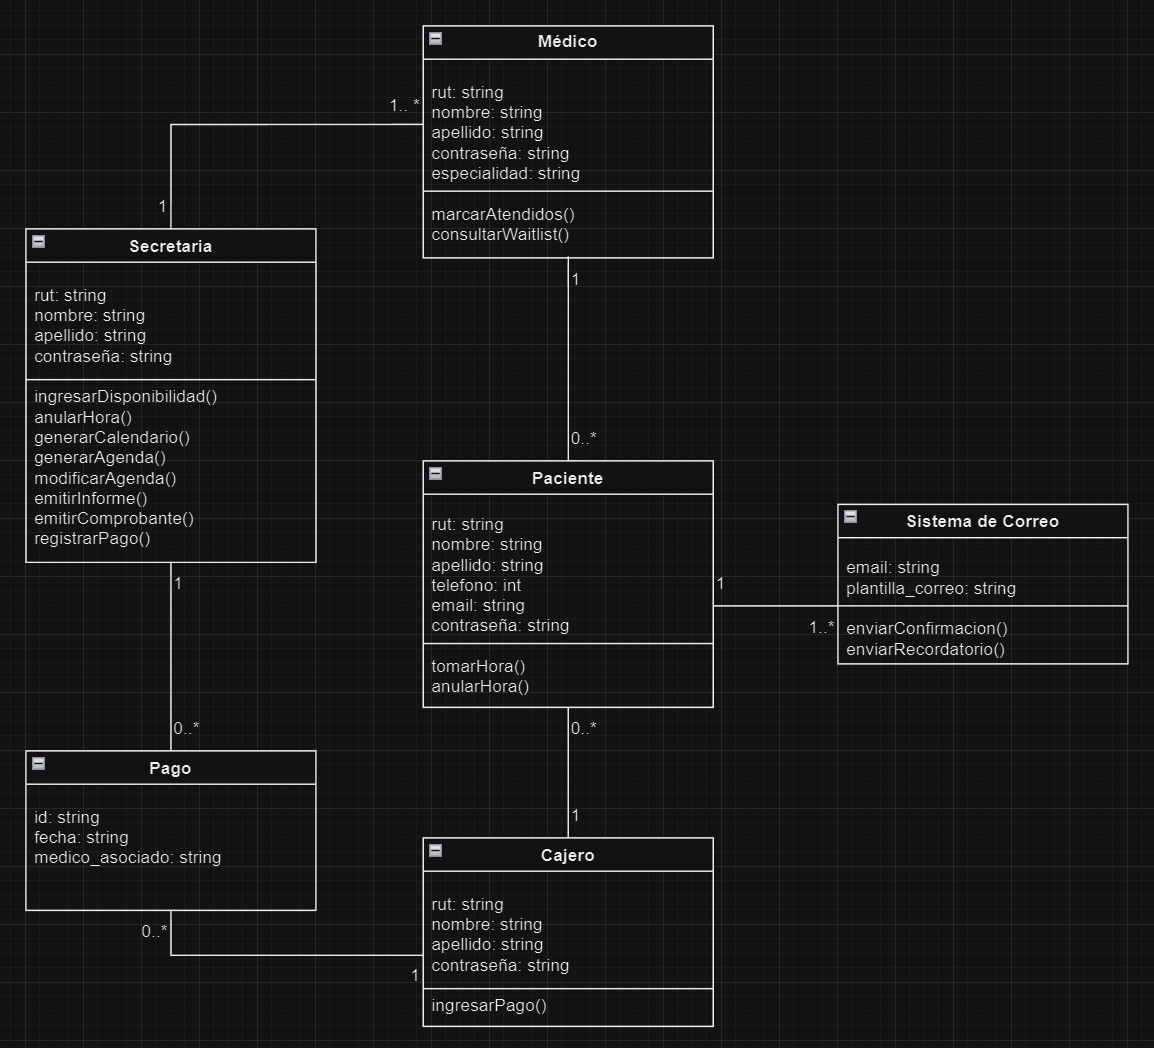 Médico
rut: string
nombre: string
apellido: string
contraseña: string
especialidad: string
marcarAtendidos()
consultarWaitlist()
1.. *
1
Secretaria
rut: string
nombre: string
apellido: string
contraseña: string
ingresarDisponibilidad()
anularHora()
generarCalendario()
generarAgenda()
modificarAgenda()
emitirInforme()
emitirComprobante()
registrarPago()
1
0..*
Paciente
rut: string
nombre: string
apellido: string
telefono: int
email: string
contraseña: string
tomarHora()
anularHora()
1
1..*
Sistema de Correo
email: string
plantilla_correo: string
enviarConfirmacion()
enviarRecordatorio()
1
0..*
Pago
id: string
fecha: string
medico_asociado: string
0..*
1
0..*
1
Cajero
rut: string
nombre: string
apellido: string
contraseña: string
ingresarPago()